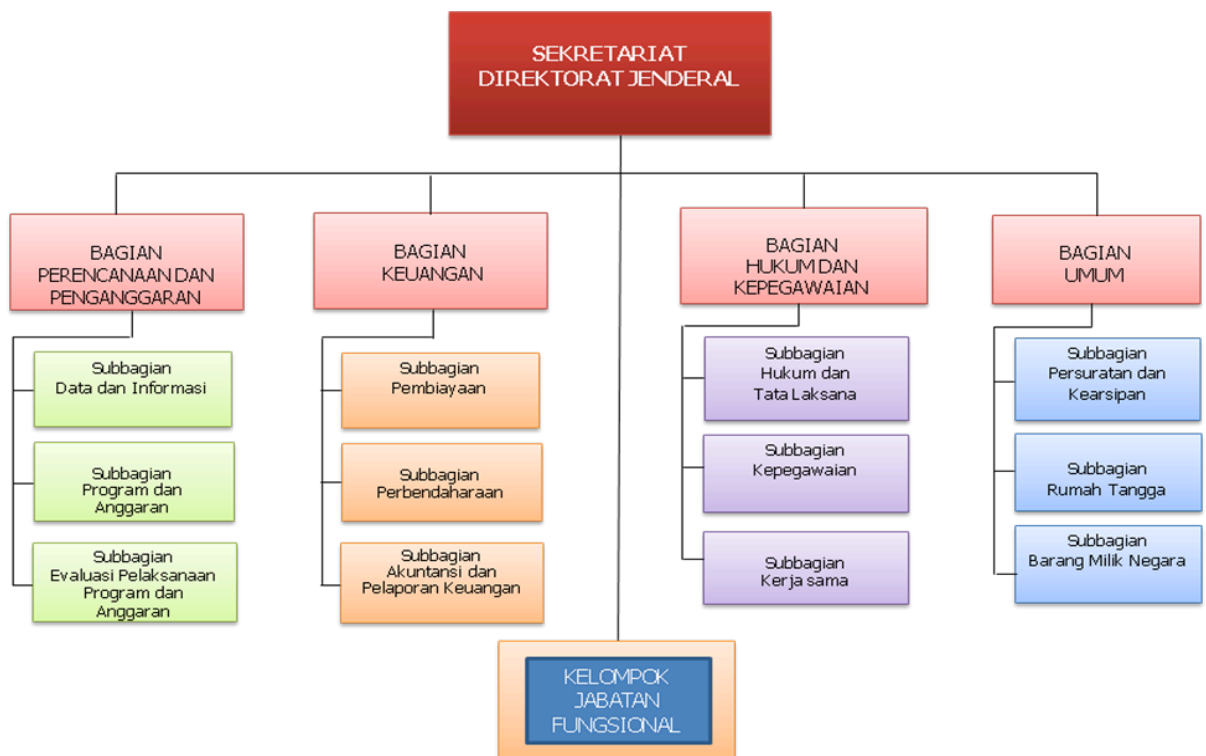 SEKRETARIAT
DIREKTORAT JENDERAL
BAGIAN
PERENCANAAN DAN
PENGANGGARAN
BAGIAN
KEUANGAN
BAGIAN
HUKUM DAN
KEPEGAWAIAN
BAGIAN
UMUM
Subbagian
Data dan Informasi
Subbagian
Program dan
Anggaran
Subbagian
Evaluasi Pelaksanaan
Program dan
Anggaran
Subbagian
Pembiayaan
Subbagian
Perbendaharaan
Subbagian
Akuntansi dan
Pelaporan Keuangan
Subbagian
Hukum dan
Tata Laksana
Subbagian
Kepegawaian
Subbagian
Kerja sama
Subbagian
Persuratan dan
Kearsipan
Subbagian
Rumah Tangga
Subbagian
Barang Milik Negara
KELOMPOK
JABATAN
FUNGSIONAL